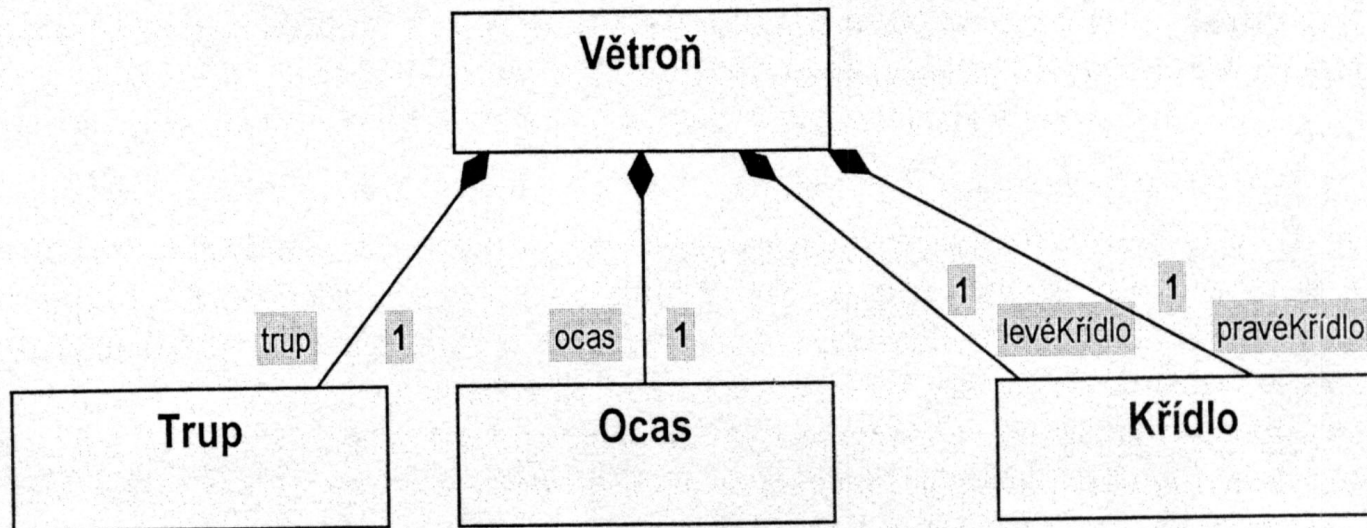 Větroň
trup 1
ocas 1
1
levéKřídlo
1
pravéKřídlo
Trup
Ocas
Křídlo